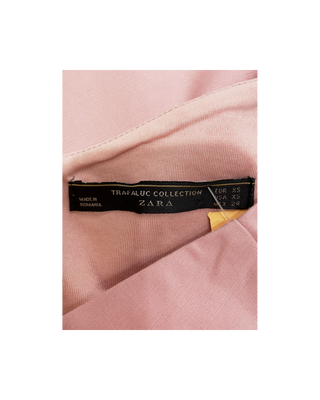 TRAFALUC COLLECTION
ZARA
MADE IN
ROMANIA
EUR XS
USA XS
MEX 24